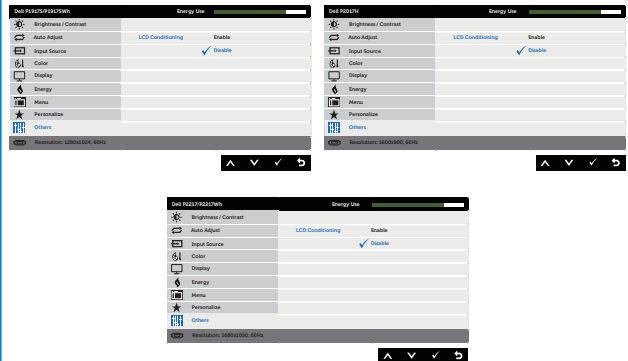 Dell P1917S/P1917SWh Energy Use
Brightness / Contrast
Auto Adjust LCD Conditioning Enable
Input Source Disable
Color
Display
Energy
Menu
Personalize
Others
Resolution: 1280x1024, 60Hz
Dell P2017H Energy Use
Brightness / Contrast
Auto Adjust LCD Conditioning Enable
Input Source Disable
Color
Display
Energy
Menu
Personalize
Others
Resolution: 1600x900, 60Hz
Dell P2217/P2217Wh Energy Use
Brightness / Contrast
Auto Adjust LCD Conditioning Enable
Input Source Disable
Color
Display
Energy
Menu
Personalize
Others
Resolution: 1680x1050, 60Hz